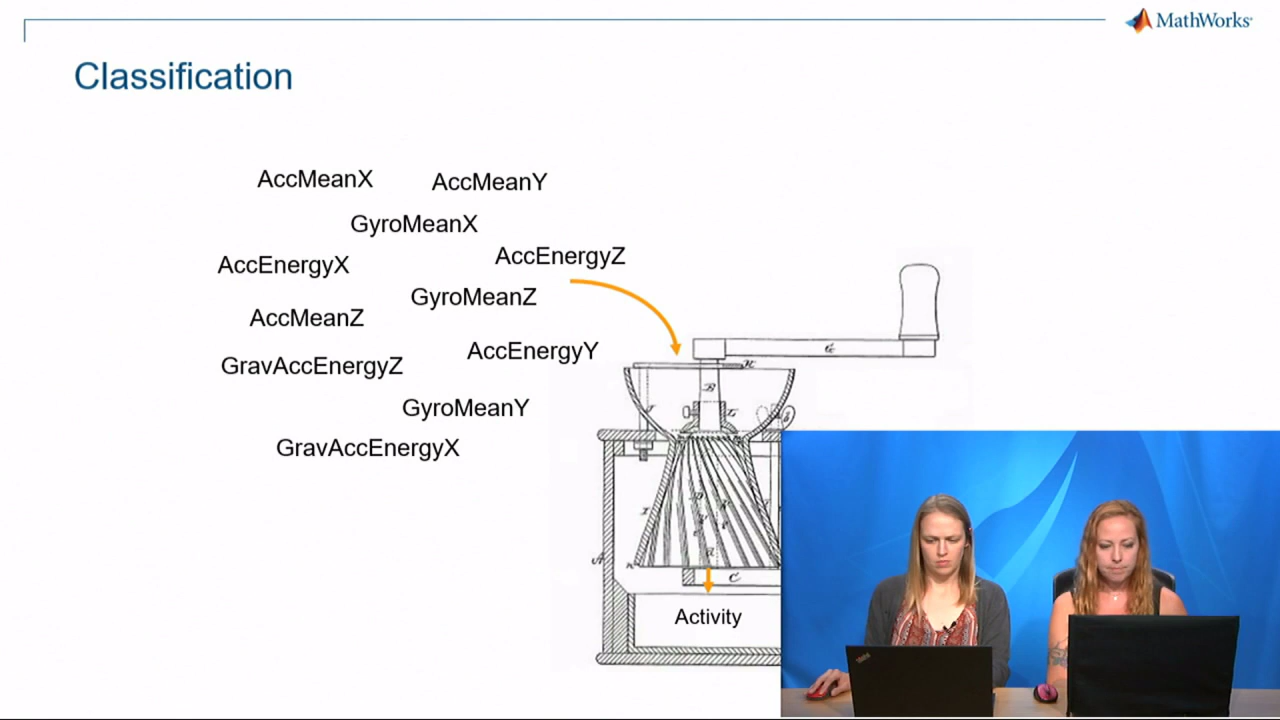 MathWorks
Classification
AccMeanX
AccMeanY
GyroMeanX
AccEnergyX
AccEnergyZ
GyroMeanZ
AccMeanZ
AccEnergyY
GravAccEnergyZ
GyroMeanY
GravAccEnergyX
G
H
B
J
L
I
C
A
Activity